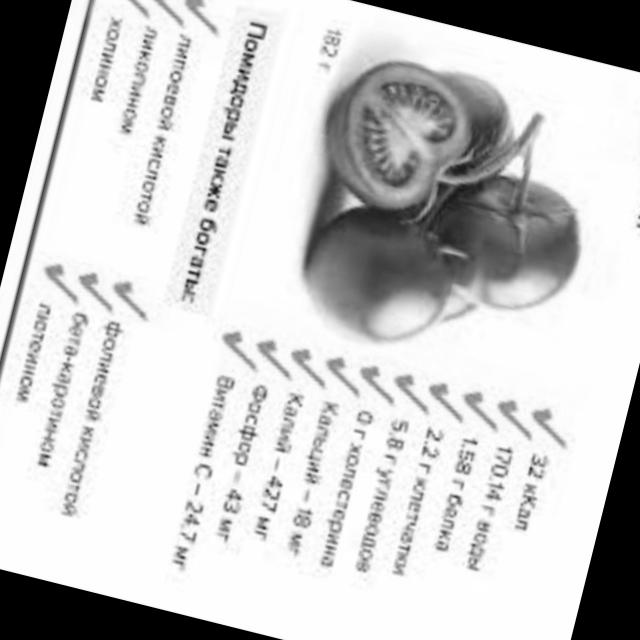 182 г
32 ккал
170.14 г воды
1.58 г белка
2.2 г клетчатки
5.8 г углеводов
0 г холестерина
Кальций – 18 мг
Калий – 427 мг
Фосфор – 43 мг
Витамин С – 24.7 мг
Помидоры также богаты:
липоевой кислотой
ликопином
холином
фолиевой кислотой
бета-каротином
лютеином